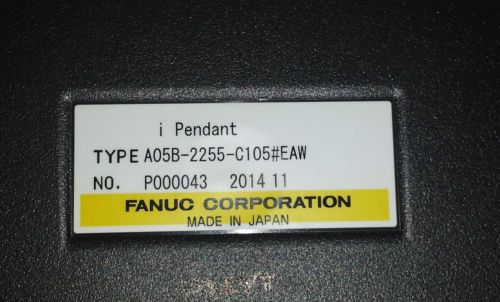 i Pendant
TYPE A05B-2255-C105#EAW
NO. P000043 2014 11
FANUC CORPORATION
MADE IN JAPAN